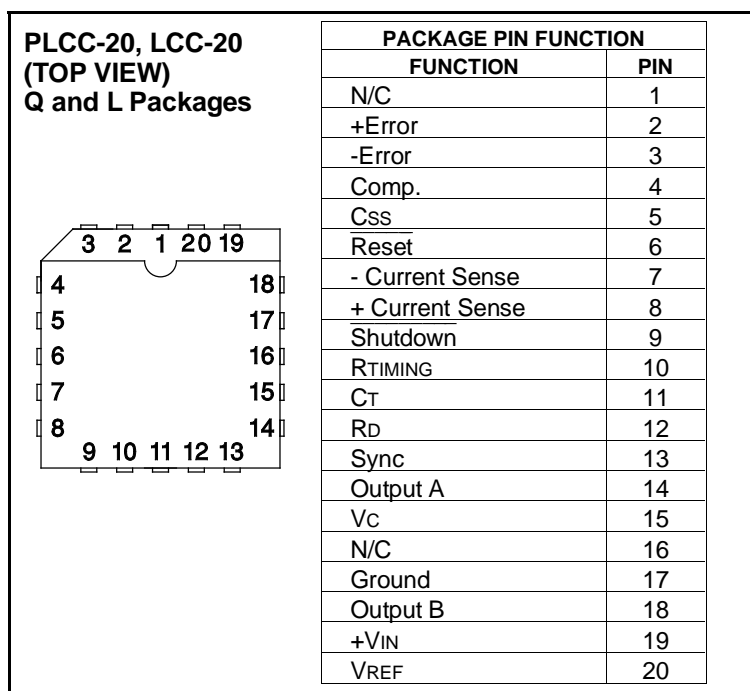 PLCC-20, LCC-20
(TOP VIEW)
Q and L Packages
3 2 1 20 19
4 18
5 17
6 16
7 15
8 14
9 10 11 12 13
PACKAGE PIN FUNCTION
FUNCTION PIN
N/C 1
+Error 2
-Error 3
Comp. 4
CSS 5
Reset 6
- Current Sense 7
+ Current Sense 8
Shutdown 9
RTIMING 10
CT 11
RD 12
Sync 13
Output A 14
VC 15
N/C 16
Ground 17
Output B 18
+VIN 19
VREF 20